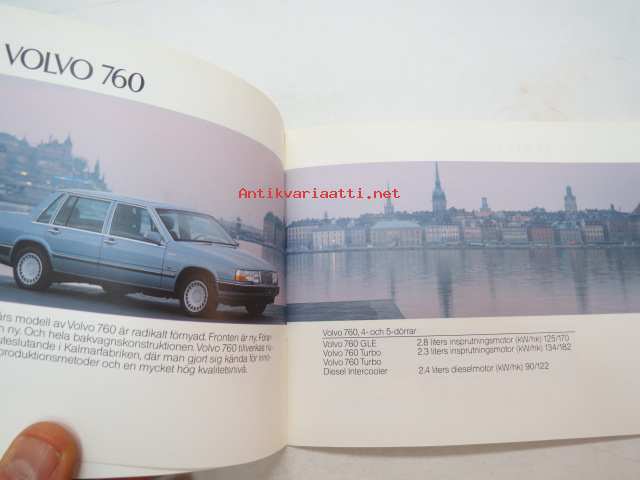 VOLVO 760
Antikvariaatti.net
års modell av Volvo 760 är radikalt förnyad. Fronten är ny.
n ny. Och hela bakvagnskonstruktionen. Volvo 760 tillverkas
uteslutande i Kalmarfabriken, där man gjort sig kända för
produktionsmetoder och en mycket hög kvalitetsnivå.
Volvo 760, 4- och 5-dörrar
Volvo 760 GLE 2.8 liters insprutningsmotor (kW/hk) 125/170
Volvo 760 Turbo 2.3 liters insprutningsmotor (kW/hk) 134/182
Volvo 760 Turbo
Diesel Intercooler 2.4 liters dieselmotor (kW/hk) 90/122